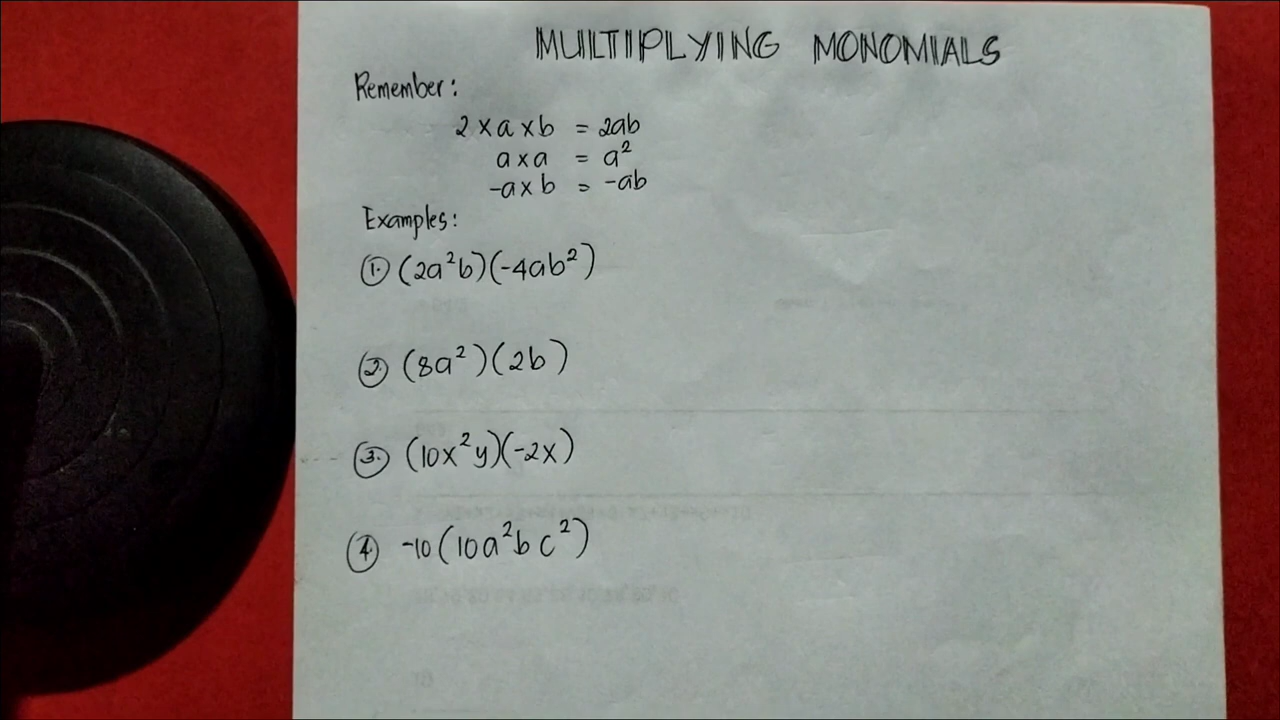 MULTIPLYING MONOMIALS
Remember:
2 × a × b = 2ab
a × a = a²
-a × b = -ab
Examples:
①. (2a²b)(-4ab²)
②. (8a²)(2b)
③. (10x²y)(-2x)
④. -10(10a²bc²)